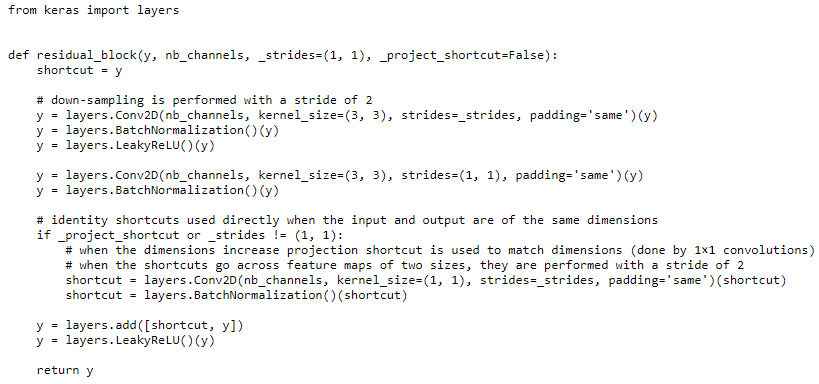 from keras import layers
def residual_block(y, nb_channels, _strides=(1, 1), _project_shortcut=False):
    shortcut = y
    # down-sampling is performed with a stride of 2
    y = layers.Conv2D(nb_channels, kernel_size=(3, 3), strides=_strides, padding='same')(y)
    y = layers.BatchNormalization()(y)
    y = layers.LeakyReLU()(y)
    y = layers.Conv2D(nb_channels, kernel_size=(3, 3), strides=(1, 1), padding='same')(y)
    y = layers.BatchNormalization()(y)
    # identity shortcuts used directly when the input and output are of the same dimensions
    if _project_shortcut or _strides != (1, 1):
        # when the dimensions increase projection shortcut is used to match dimensions (done by 1×1 convolutions)
        # when the shortcuts go across feature maps of two sizes, they are performed with a stride of 2
        shortcut = layers.Conv2D(nb_channels, kernel_size=(1, 1), strides=_strides, padding='same')(shortcut)
        shortcut = layers.BatchNormalization()(shortcut)
    y = layers.add([shortcut, y])
    y = layers.LeakyReLU()(y)
    return y